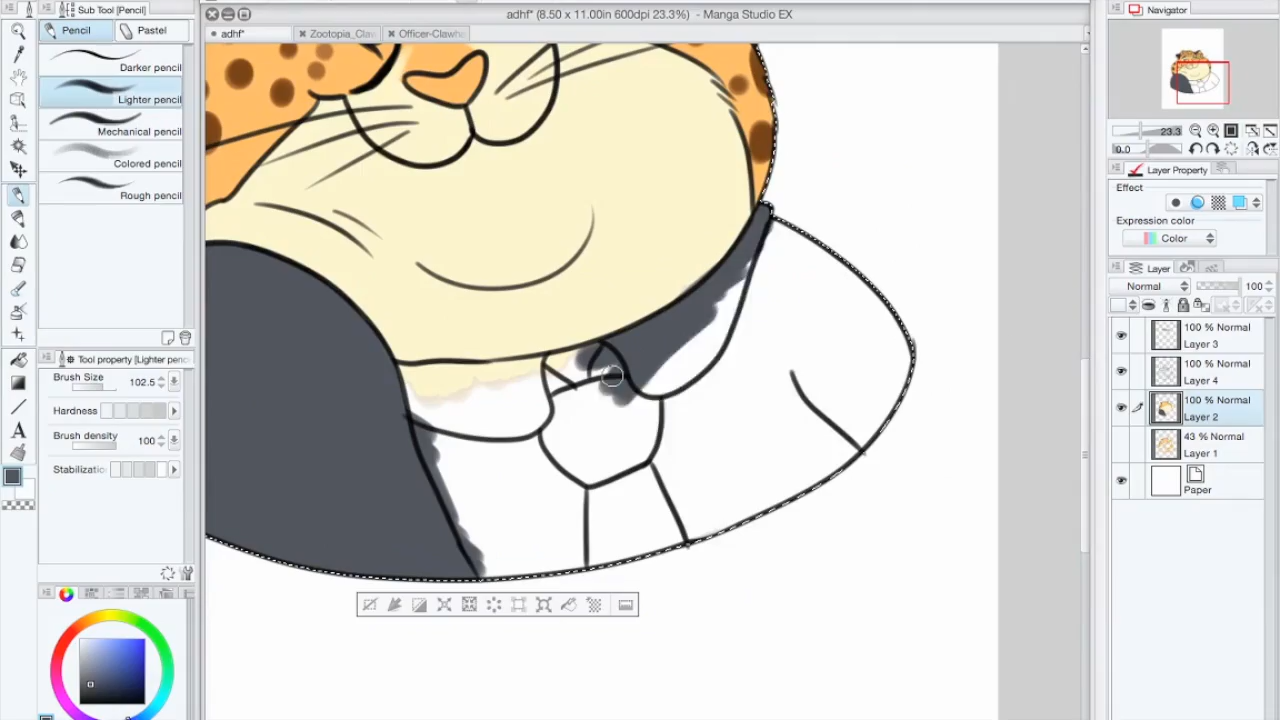 Sub Tool [Pencil]
adhf* (8.50 x 11.00in 600dpi 23.3%) - Manga Studio EX
Navigator
Pencil
Pastel
adhf*
Zootopia_Claw
Officer-Clawha
Darker pencil
Lighter pencil
Mechanical pencil
Colored pencil
Rough pencil
23.3
0.0
Layer Property
Effect
Expression color
Color
Layer
Normal
100
100 % Normal
Layer 3
100 % Normal
Layer 4
100 % Normal
Layer 2
43 % Normal
Layer 1
Paper
Tool property [Lighter penc
Brush Size
102.5
Hardness
Brush density
100
Stabilizatio
A